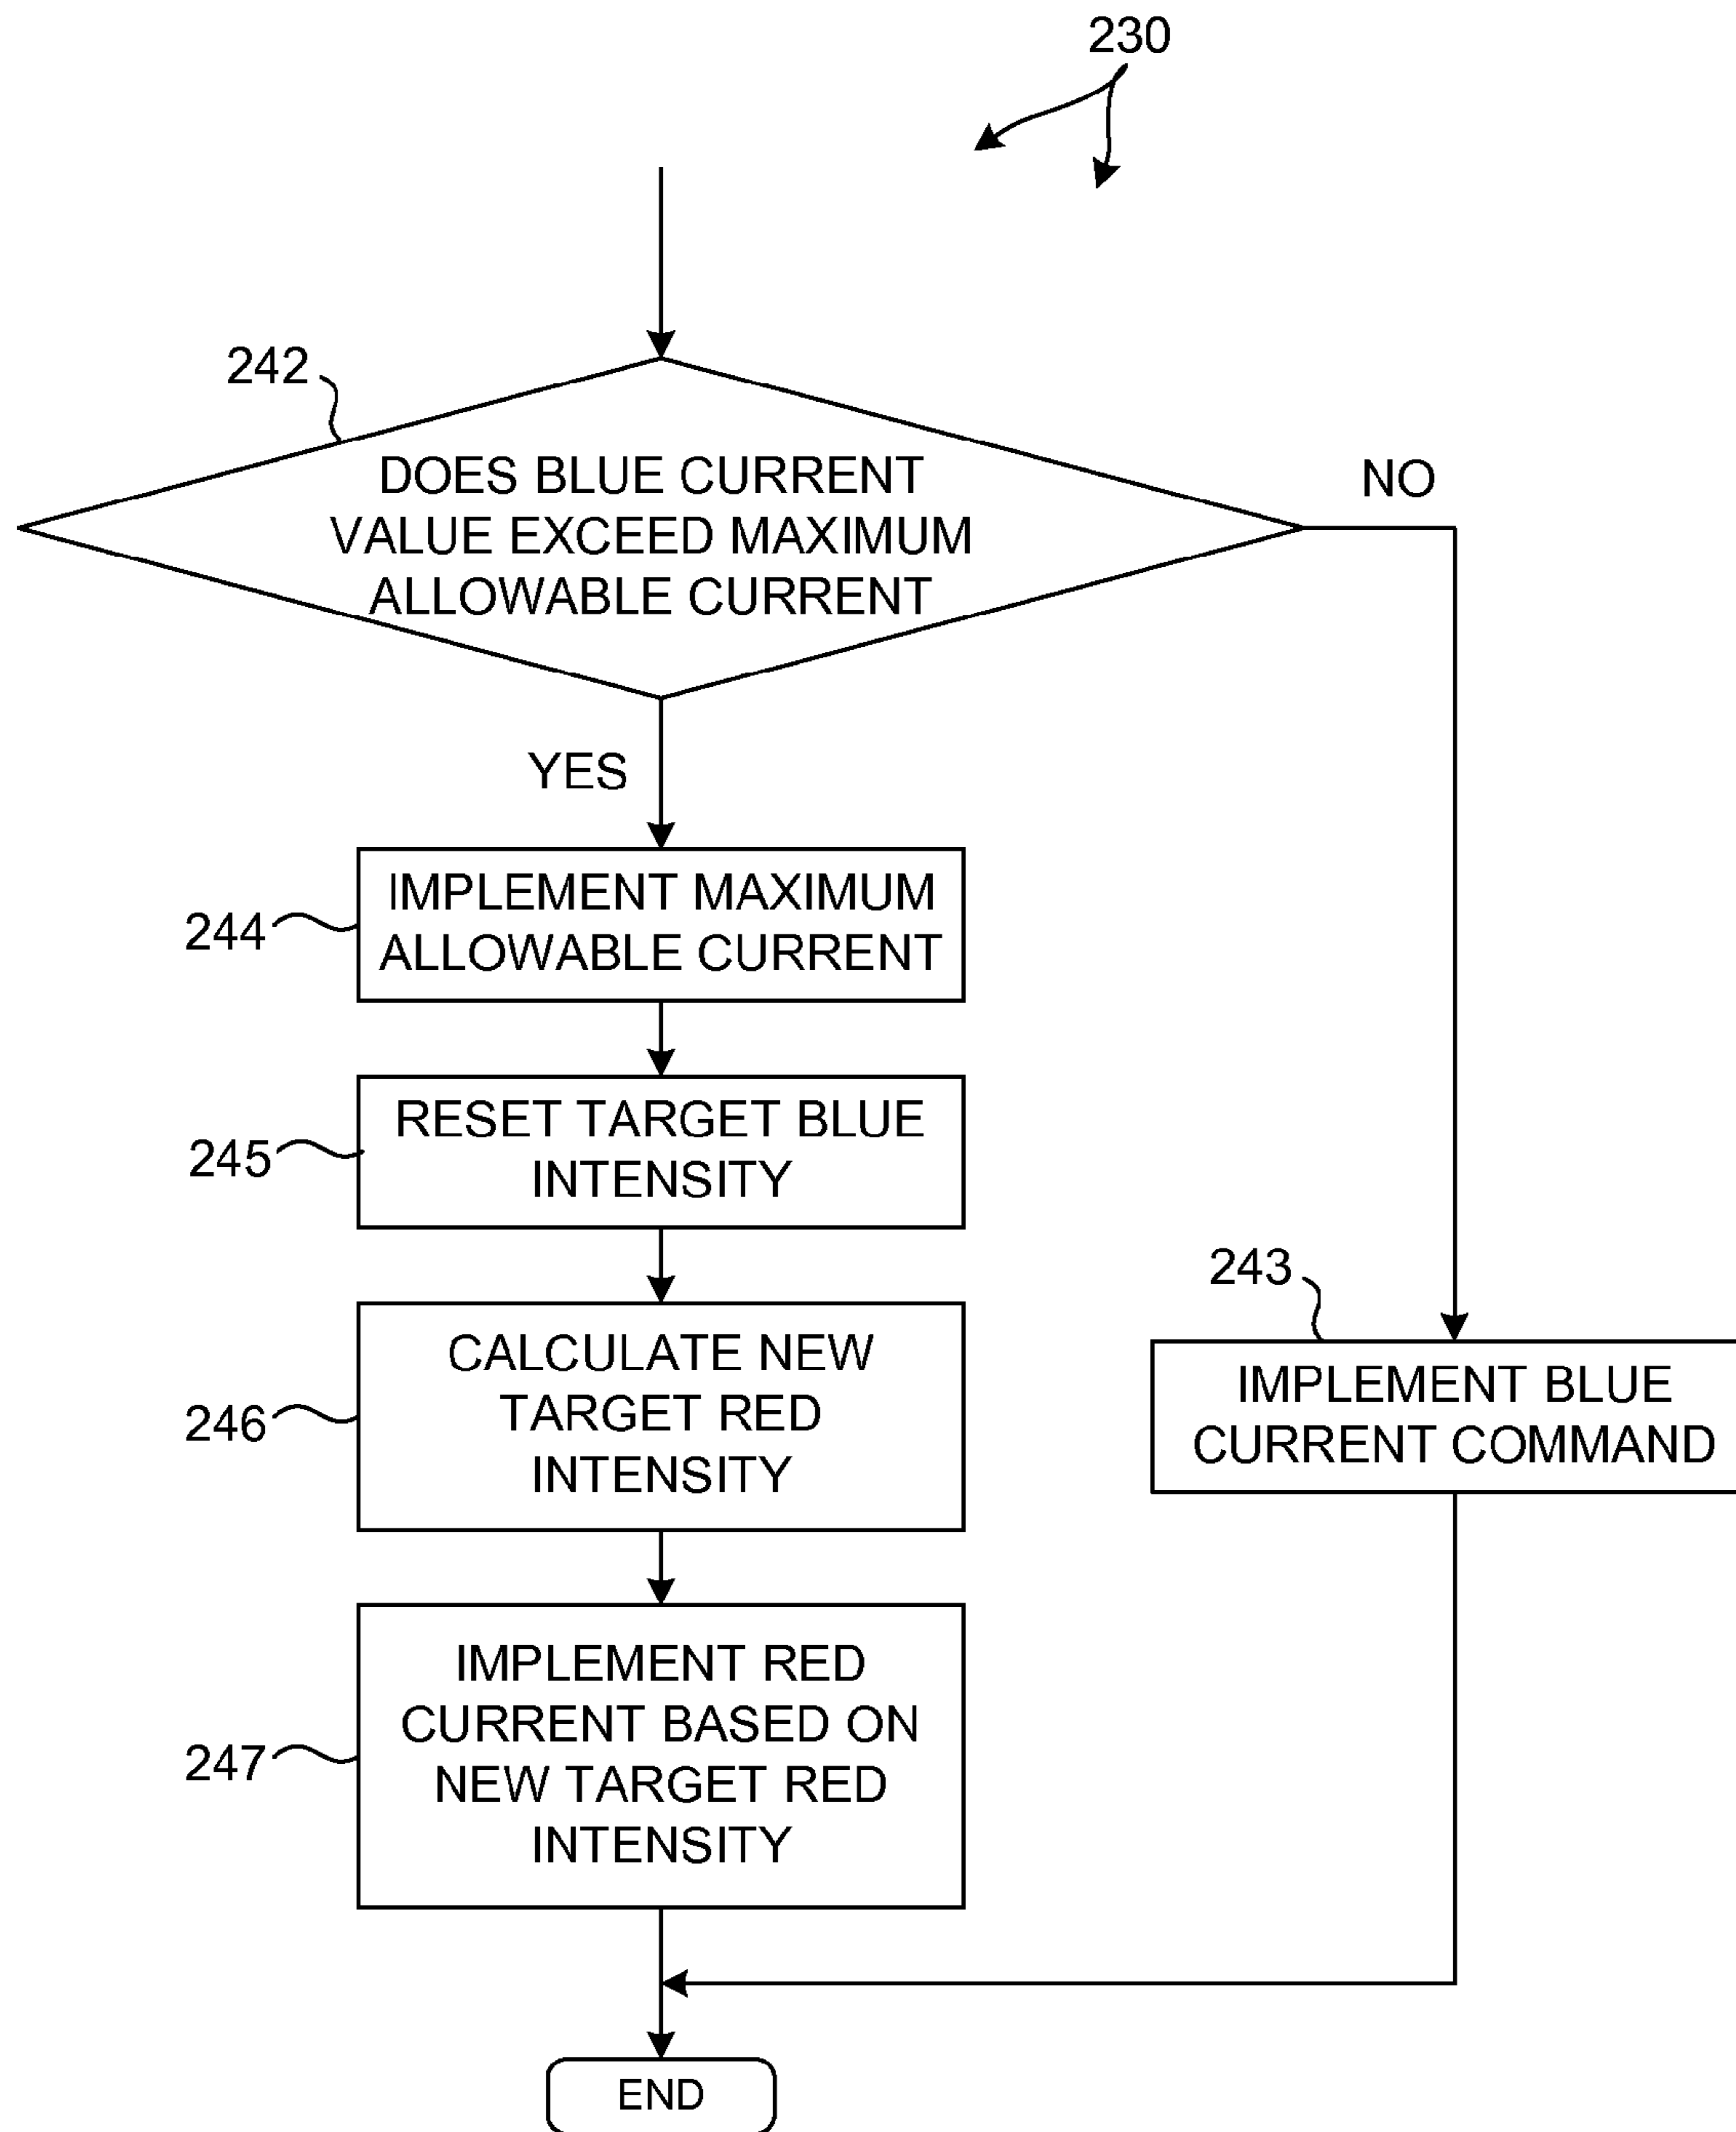 230
242
DOES BLUE CURRENT
VALUE EXCEED MAXIMUM
ALLOWABLE CURRENT
NO
YES
244
IMPLEMENT MAXIMUM
ALLOWABLE CURRENT
245
RESET TARGET BLUE
INTENSITY
243
IMPLEMENT BLUE
CURRENT COMMAND
246
CALCULATE NEW
TARGET RED
INTENSITY
247
IMPLEMENT RED
CURRENT BASED ON
NEW TARGET RED
INTENSITY
END